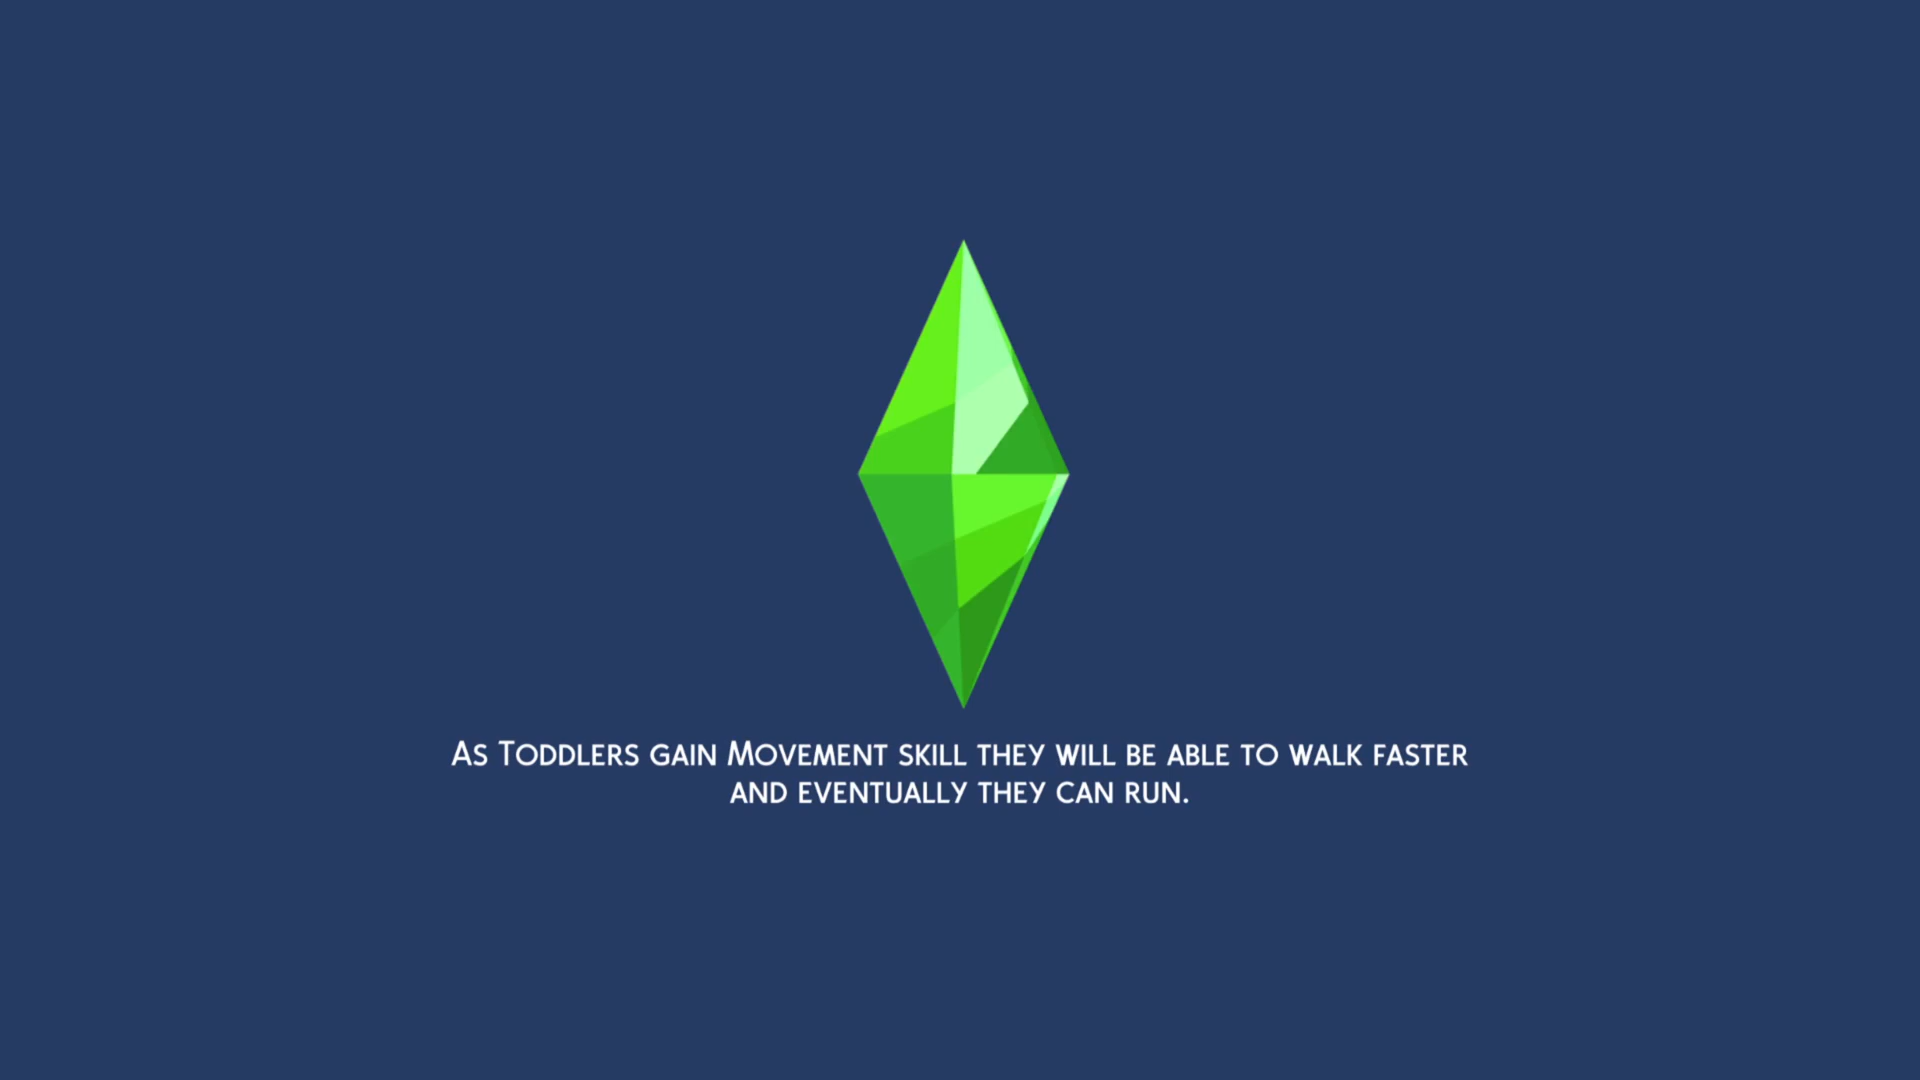 As Toddlers gain Movement skill they will be able to walk faster
and eventually they can run.